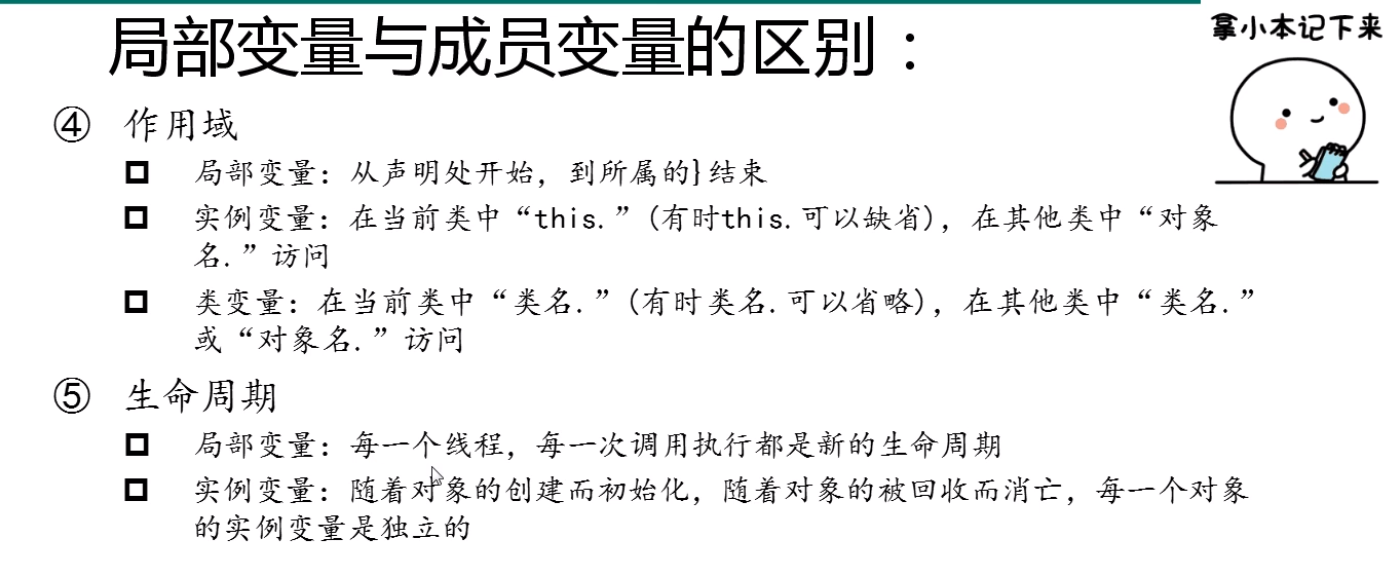 局部变量与成员变量的区别：
拿小本记下来
④ 作用域
局部变量：从声明处开始，到所属的}结束
实例变量：在当前类中“this.”(有时this.可以缺省)，在其他类中“对象
名.”访问
类变量：在当前类中“类名.”(有时类名.可以省略)，在其他类中“类名.”
或“对象名.”访问
⑤ 生命周期
局部变量：每一个线程，每一次调用执行都是新的生命周期
实例变量：随着对象的创建而初始化，随着对象的被回收而消亡，每一个对象
的实例变量是独立的